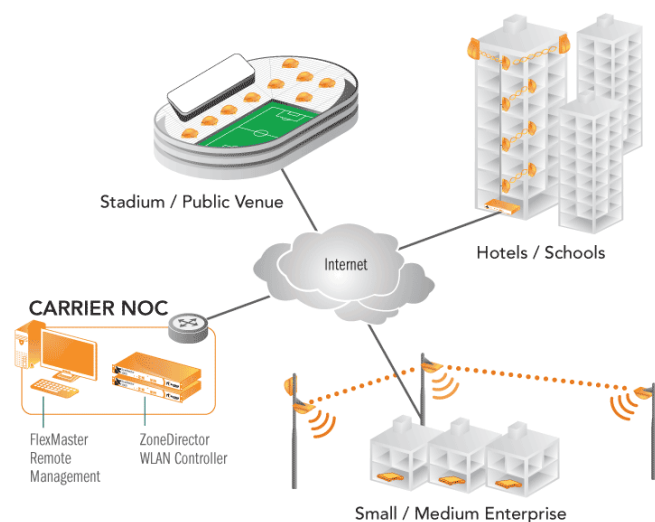 Stadium / Public Venue
Hotels / Schools
Internet
CARRIER NOC
FlexMaster
Remote
Management
ZoneDirector
WLAN Controller
Small / Medium Enterprise